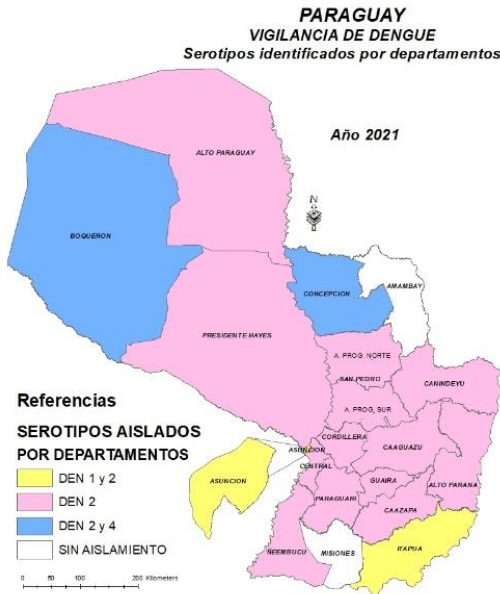 PARAGUAY
VIGILANCIA DE DENGUE
Serotipos identificados por departamentos
Año 2021
ALTO PARAGUAY
N
BOQUERON
CONCEPCION
AMAMBAY
PRESIDENTE HAYES
A. PROG. NORTE
SAN PEDRO
CANINDEYU
A. PROG. SUR
CORDILLERA
ASUNCION
CAAGUAZU
CENTRAL
ASUNCION
GUAIRA
ALTO PARANA
PARAGUARI
CAAZAPA
ITAPUA
MISIONES
ÑEEMBUCU
Referencias
SEROTIPOS AISLADOS
POR DEPARTAMENTOS
DEN 1 y 2
DEN 2
DEN 2 y 4
SIN AISLAMIENTO
0 50 100 200 Kilometers